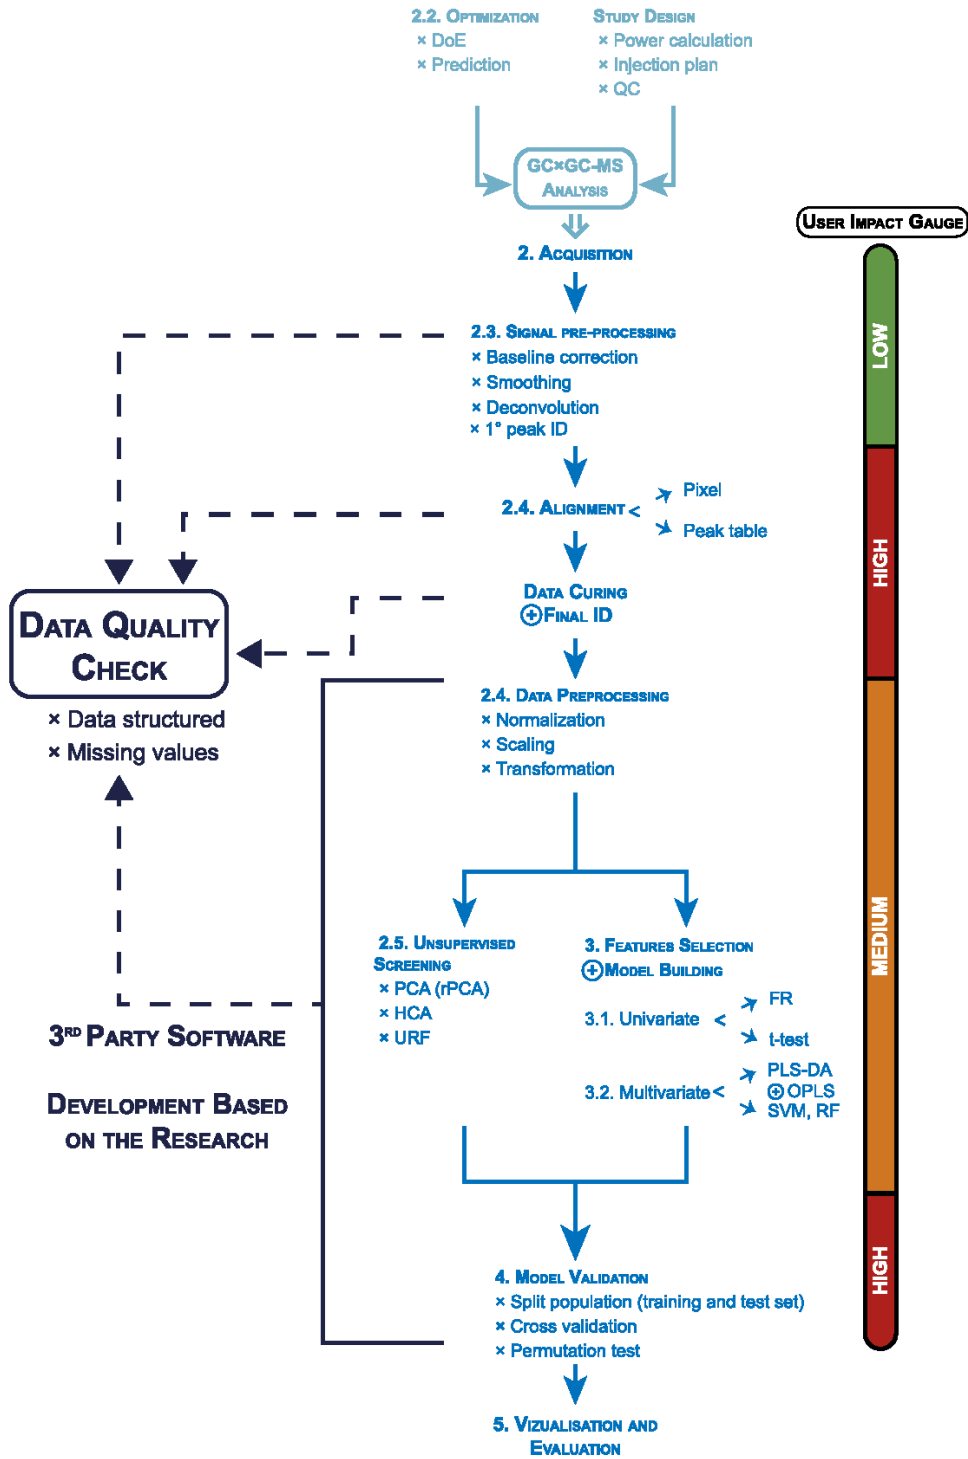 2.2. Optimization
× DoE
× Prediction
Study Design
× Power calculation
× Injection plan
× QC
GC×GC-MS
Analysis
User Impact Gauge
2. Acquisition
LOW
2.3. Signal pre-processing
× Baseline correction
× Smoothing
× Deconvolution
× 1° peak ID
2.4. Alignment <
Pixel
Peak table
HIGH
Data Curing
⊕Final ID
Data Quality
Check
× Data structured
× Missing values
2.4. Data Preprocessing
× Normalization
× Scaling
× Transformation
MEDIUM
2.5. Unsupervised
Screening
× PCA (rPCA)
× HCA
× URF
3. Features Selection
⊕Model Building
3.1. Univariate <
FR
t-test
3.2. Multivariate <
PLS-DA
⊕ OPLS
SVM, RF
3RD Party Software
Development Based
on the Research
HIGH
4. Model Validation
× Split population (training and test set)
× Cross validation
× Permutation test
5. Vizualisation and
Evaluation